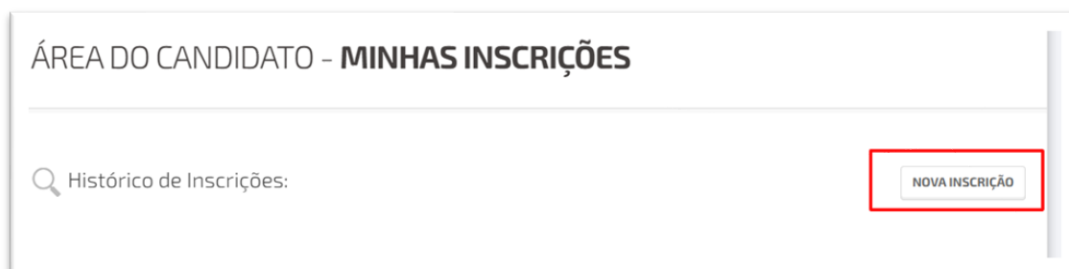 ÁREA DO CANDIDATO - MINHAS INSCRIÇÕES
Histórico de Inscrições:
NOVA INSCRIÇÃO